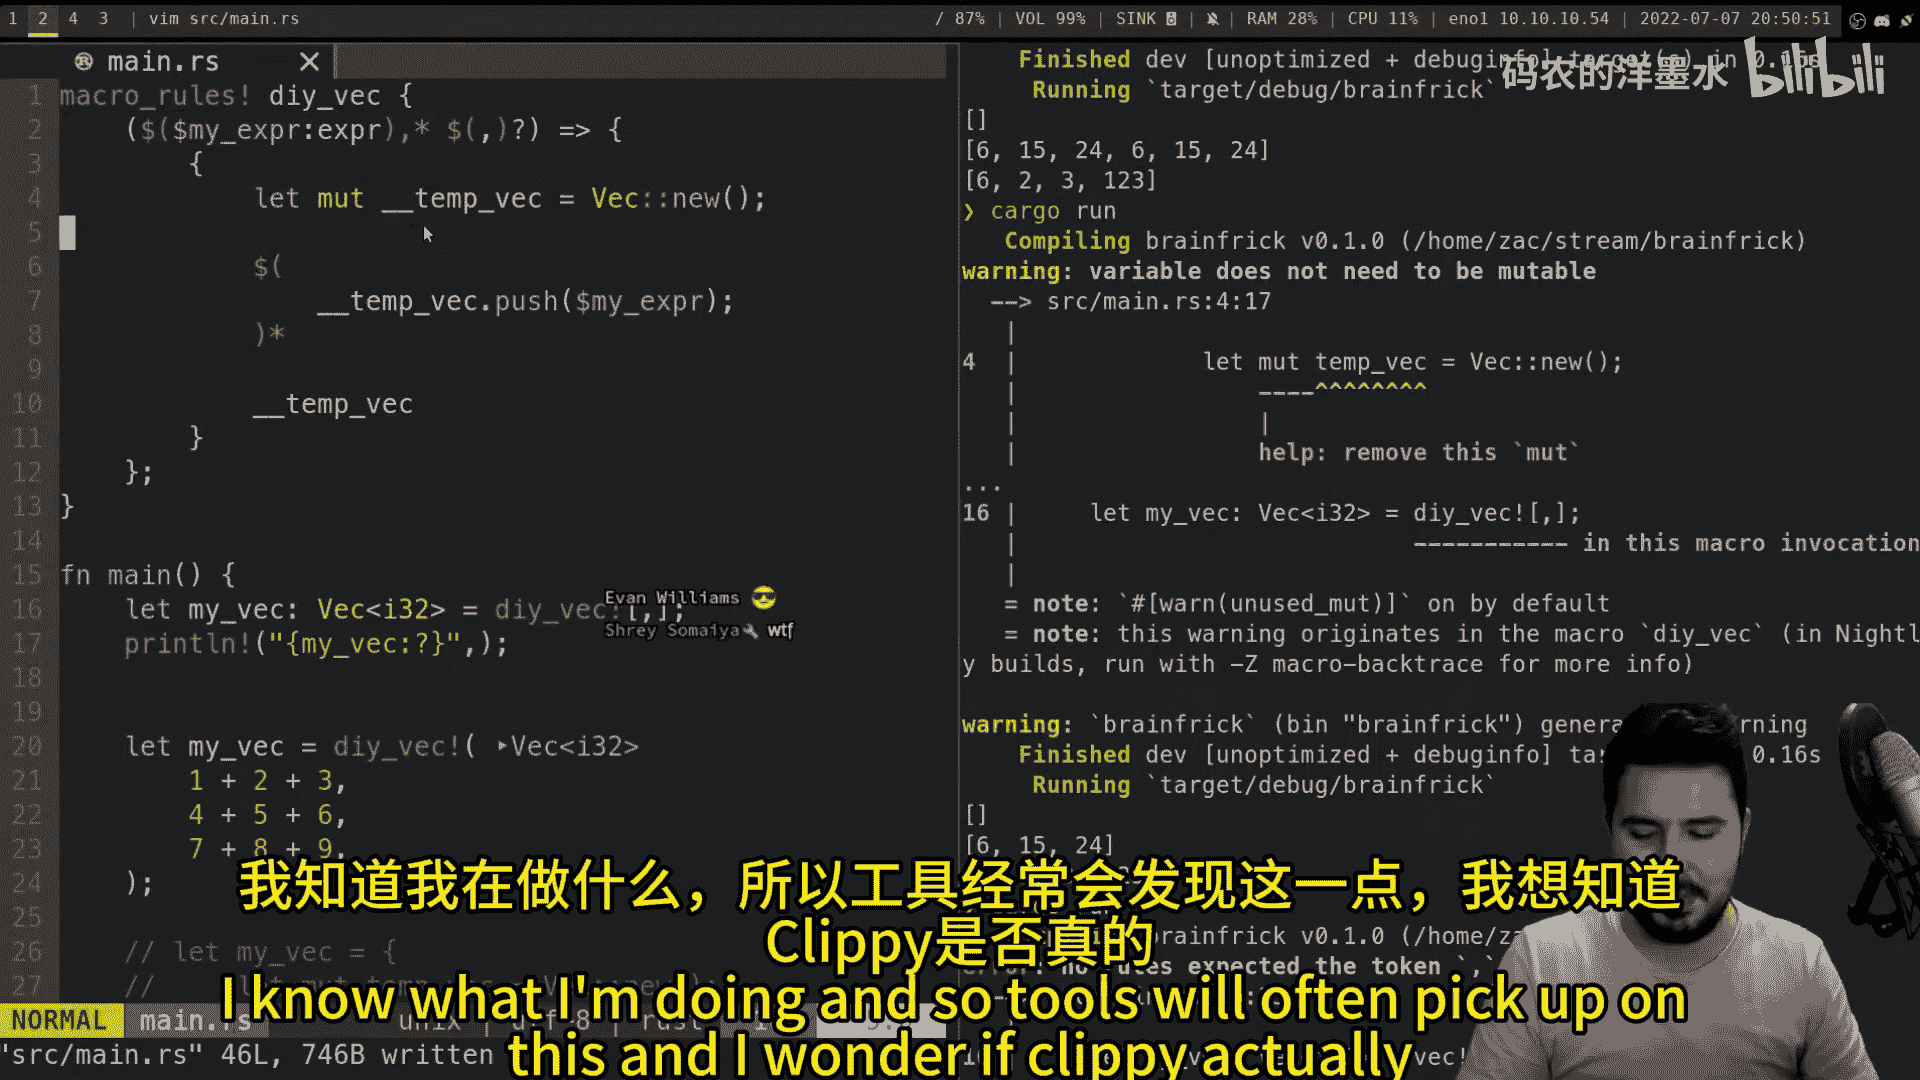 1 2 4 3 | vim src/main.rs
/ 87% | VOL 99% | SINK | RAM 28% | CPU 11% | eno1 10.10.10.54 | 2022-07-07 20:50:51
main.rs
1 macro_rules! diy_vec {
2 ($($my_expr:expr),* $(,)?) => {
3 {
4 let mut __temp_vec = Vec::new();
5
6 $(
7 __temp_vec.push($my_expr);
8 )*
9
10 __temp_vec
11 }
12 };
13 }
14
15 fn main() {
16 let my_vec: Vec<i32> = diy_vec![,];
17 println!("{my_vec:?}",);
18
19
20 let my_vec = diy_vec!( ▸Vec<i32>
21 1 + 2 + 3,
22 4 + 5 + 6,
23 7 + 8 + 9,
24 );
25
26 // let my_vec = {
27 //
Evan Williams 😎
Shrey Somaiya🔧 wtf
NORMAL main.rs
"src/main.rs" 46L, 746B written
Finished dev [unoptimized + debuginfo] target(s) in 0.16s
Running `target/debug/brainfrick`
[]
[6, 15, 24, 6, 15, 24]
[6, 2, 3, 123]
❯ cargo run
Compiling brainfrick v0.1.0 (/home/zac/stream/brainfrick)
warning: variable does not need to be mutable
--> src/main.rs:4:17
|
4 | let mut temp_vec = Vec::new();
| ----^^^^^^^^
| |
| help: remove this `mut`
...
16 | let my_vec: Vec<i32> = diy_vec![,];
| ----------- in this macro invocation
|
= note: `#[warn(unused_mut)]` on by default
= note: this warning originates in the macro `diy_vec` (in Nightl
y builds, run with -Z macro-backtrace for more info)
warning: `brainfrick` (bin "brainfrick")
Finished dev [unoptimized + debuginfo] 0.16s
Running `target/debug/brainfrick`
[]
[6, 15, 24]
brainfrick v0.1.0
码农的洋墨水 bilibili
我知道我在做什么，所以工具经常会发现这一点，我想知道
Clippy是否真的
I know what I'm doing and so tools will often pick up on
this and I wonder if clippy actually